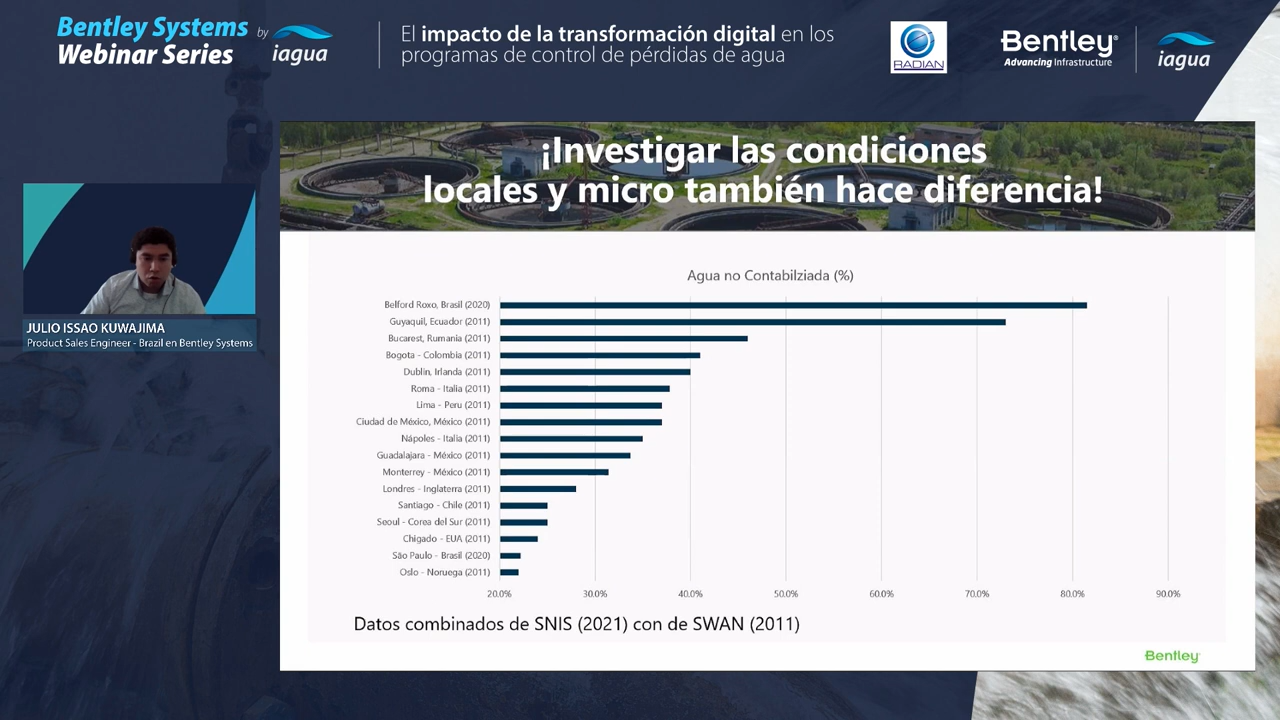 Bentley Systems
Webinar Series
by
iagua
El impacto de la transformación digital en los
programas de control de pérdidas de agua
RADIAN
Bentley®
Advancing Infrastructure
iagua
¡Investigar las condiciones
locales y micro también hace diferencia!
JULIO ISSAO KUWAJIMA
Product Sales Engineer - Brazil en Bentley Systems
Agua no Contabilziada (%)
Belford Roxo, Brasil (2020)
Guyaquil, Ecuador (2011)
Bucarest, Rumania (2011)
Bogota - Colombia (2011)
Dublin, Irlanda (2011)
Roma - Italia (2011)
Lima - Peru (2011)
Ciudad de México, México (2011)
Nápoles - Italia (2011)
Guadalajara - México (2011)
Monterrey - México (2011)
Londres - Inglaterra (2011)
Santiago - Chile (2011)
Seoul - Corea del Sur (2011)
Chigado - EUA (2011)
São Paulo - Brasil (2020)
Oslo - Noruega (2011)
20.0% 30.0% 40.0% 50.0% 60.0% 70.0% 80.0% 90.0%
Datos combinados de SNIS (2021) con de SWAN (2011)
Bentley